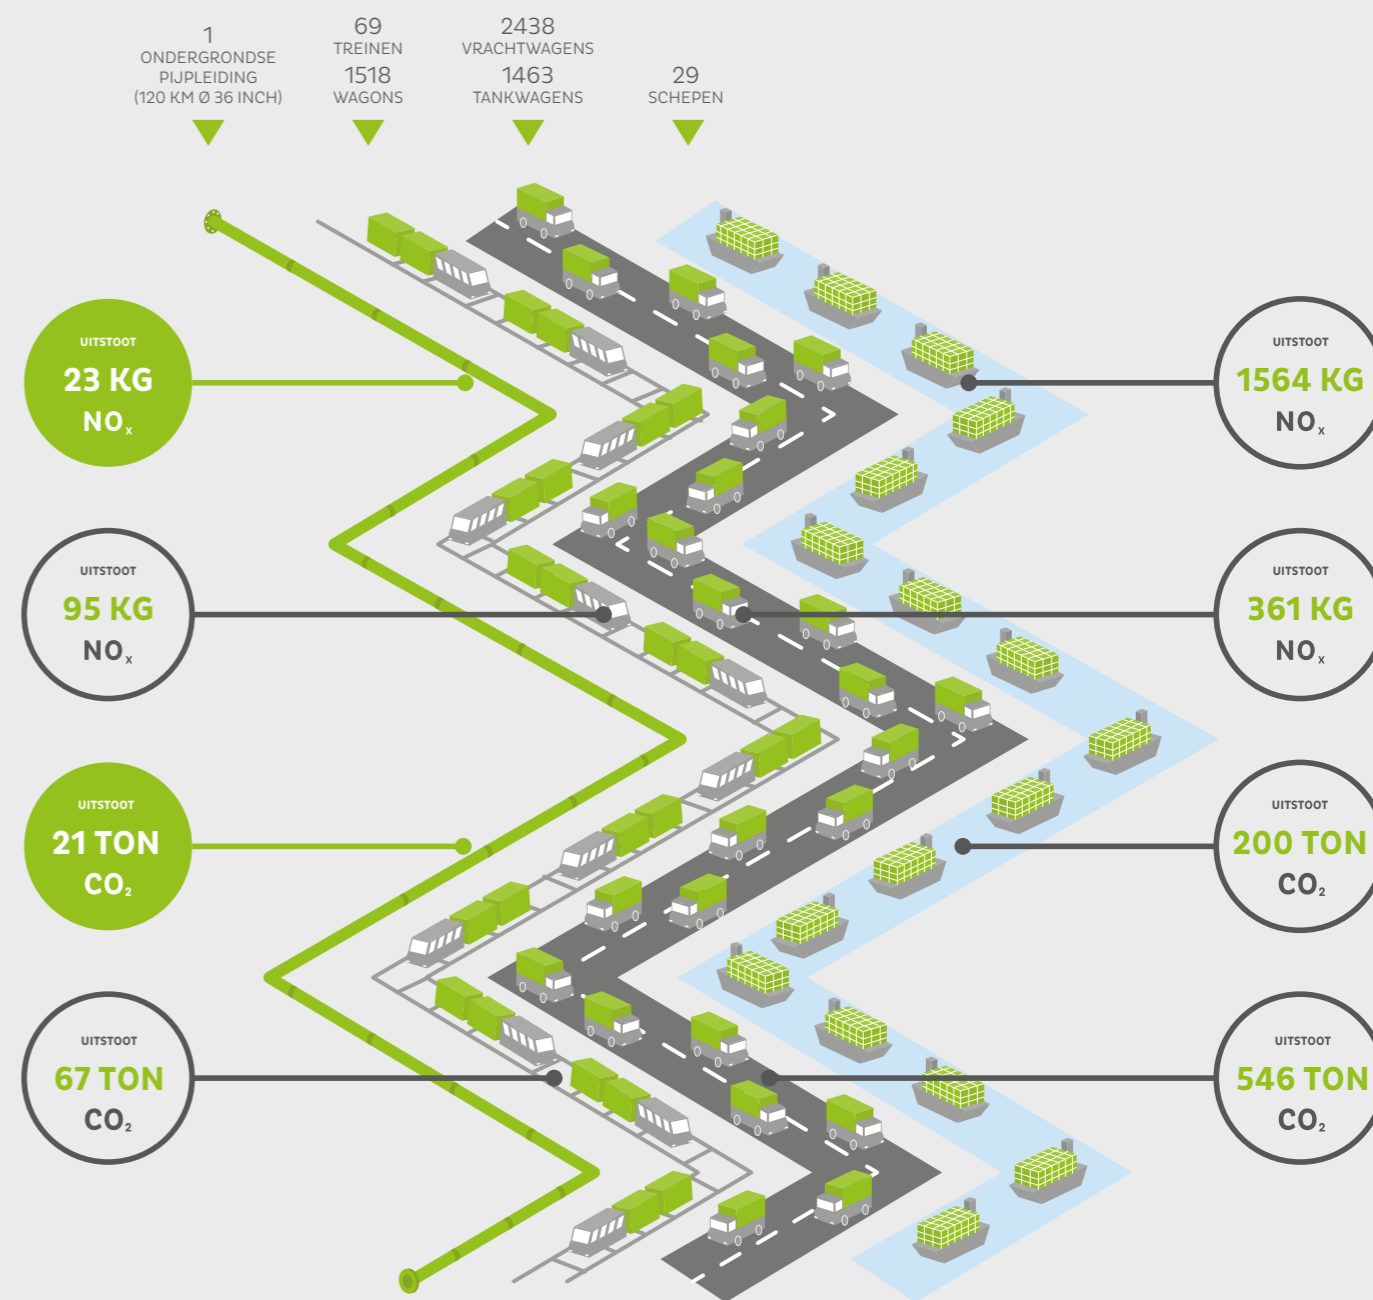 1
ONDERGRONDSE
PIJPLEIDING
(120 KM Ø 36 INCH)
69
TREINEN
1518
WAGONS
2438
VRACHTWAGENS
1463
TANKWAGENS
29
SCHEPEN
UITSTOOT
23 KG
NOₓ
UITSTOOT
1564 KG
NOₓ
UITSTOOT
95 KG
NOₓ
UITSTOOT
361 KG
NOₓ
UITSTOOT
21 TON
CO₂
UITSTOOT
200 TON
CO₂
UITSTOOT
67 TON
CO₂
UITSTOOT
546 TON
CO₂